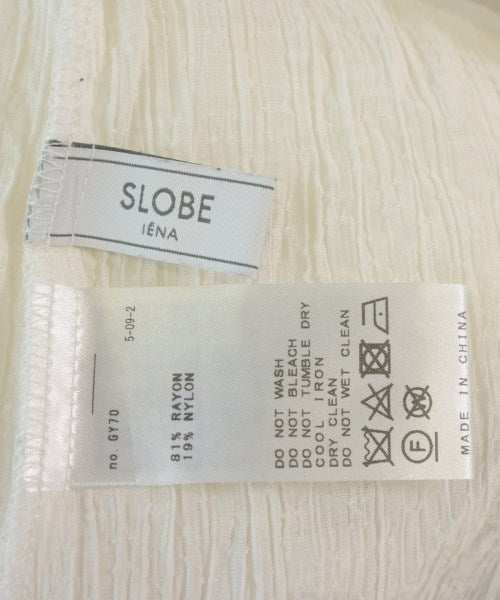 SLOBE
IÉNA
5-09-2
no. GY70
81% RAYON
19% NYLON
DO NOT WASH
DO NOT BLEACH
DO NOT TUMBLE DRY
COOL IRON
DRY CLEAN
DO NOT WET CLEAN
F
W
MADE IN CHINA